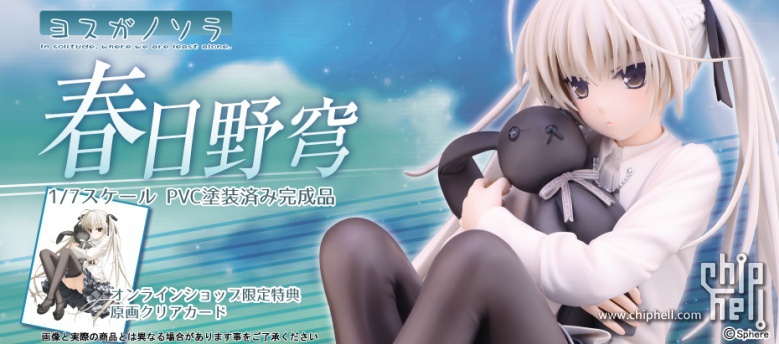 ヨスガノソラ
In solitude, where we are least alone.
春日野穹
1/7スケール PVC塗装済み完成品
オンラインショップ限定特典
原画クリアカード
画像と実際の商品とは異なる場合があります事をご了承ください
chip
hell
www.chiphell.com
©Sphere